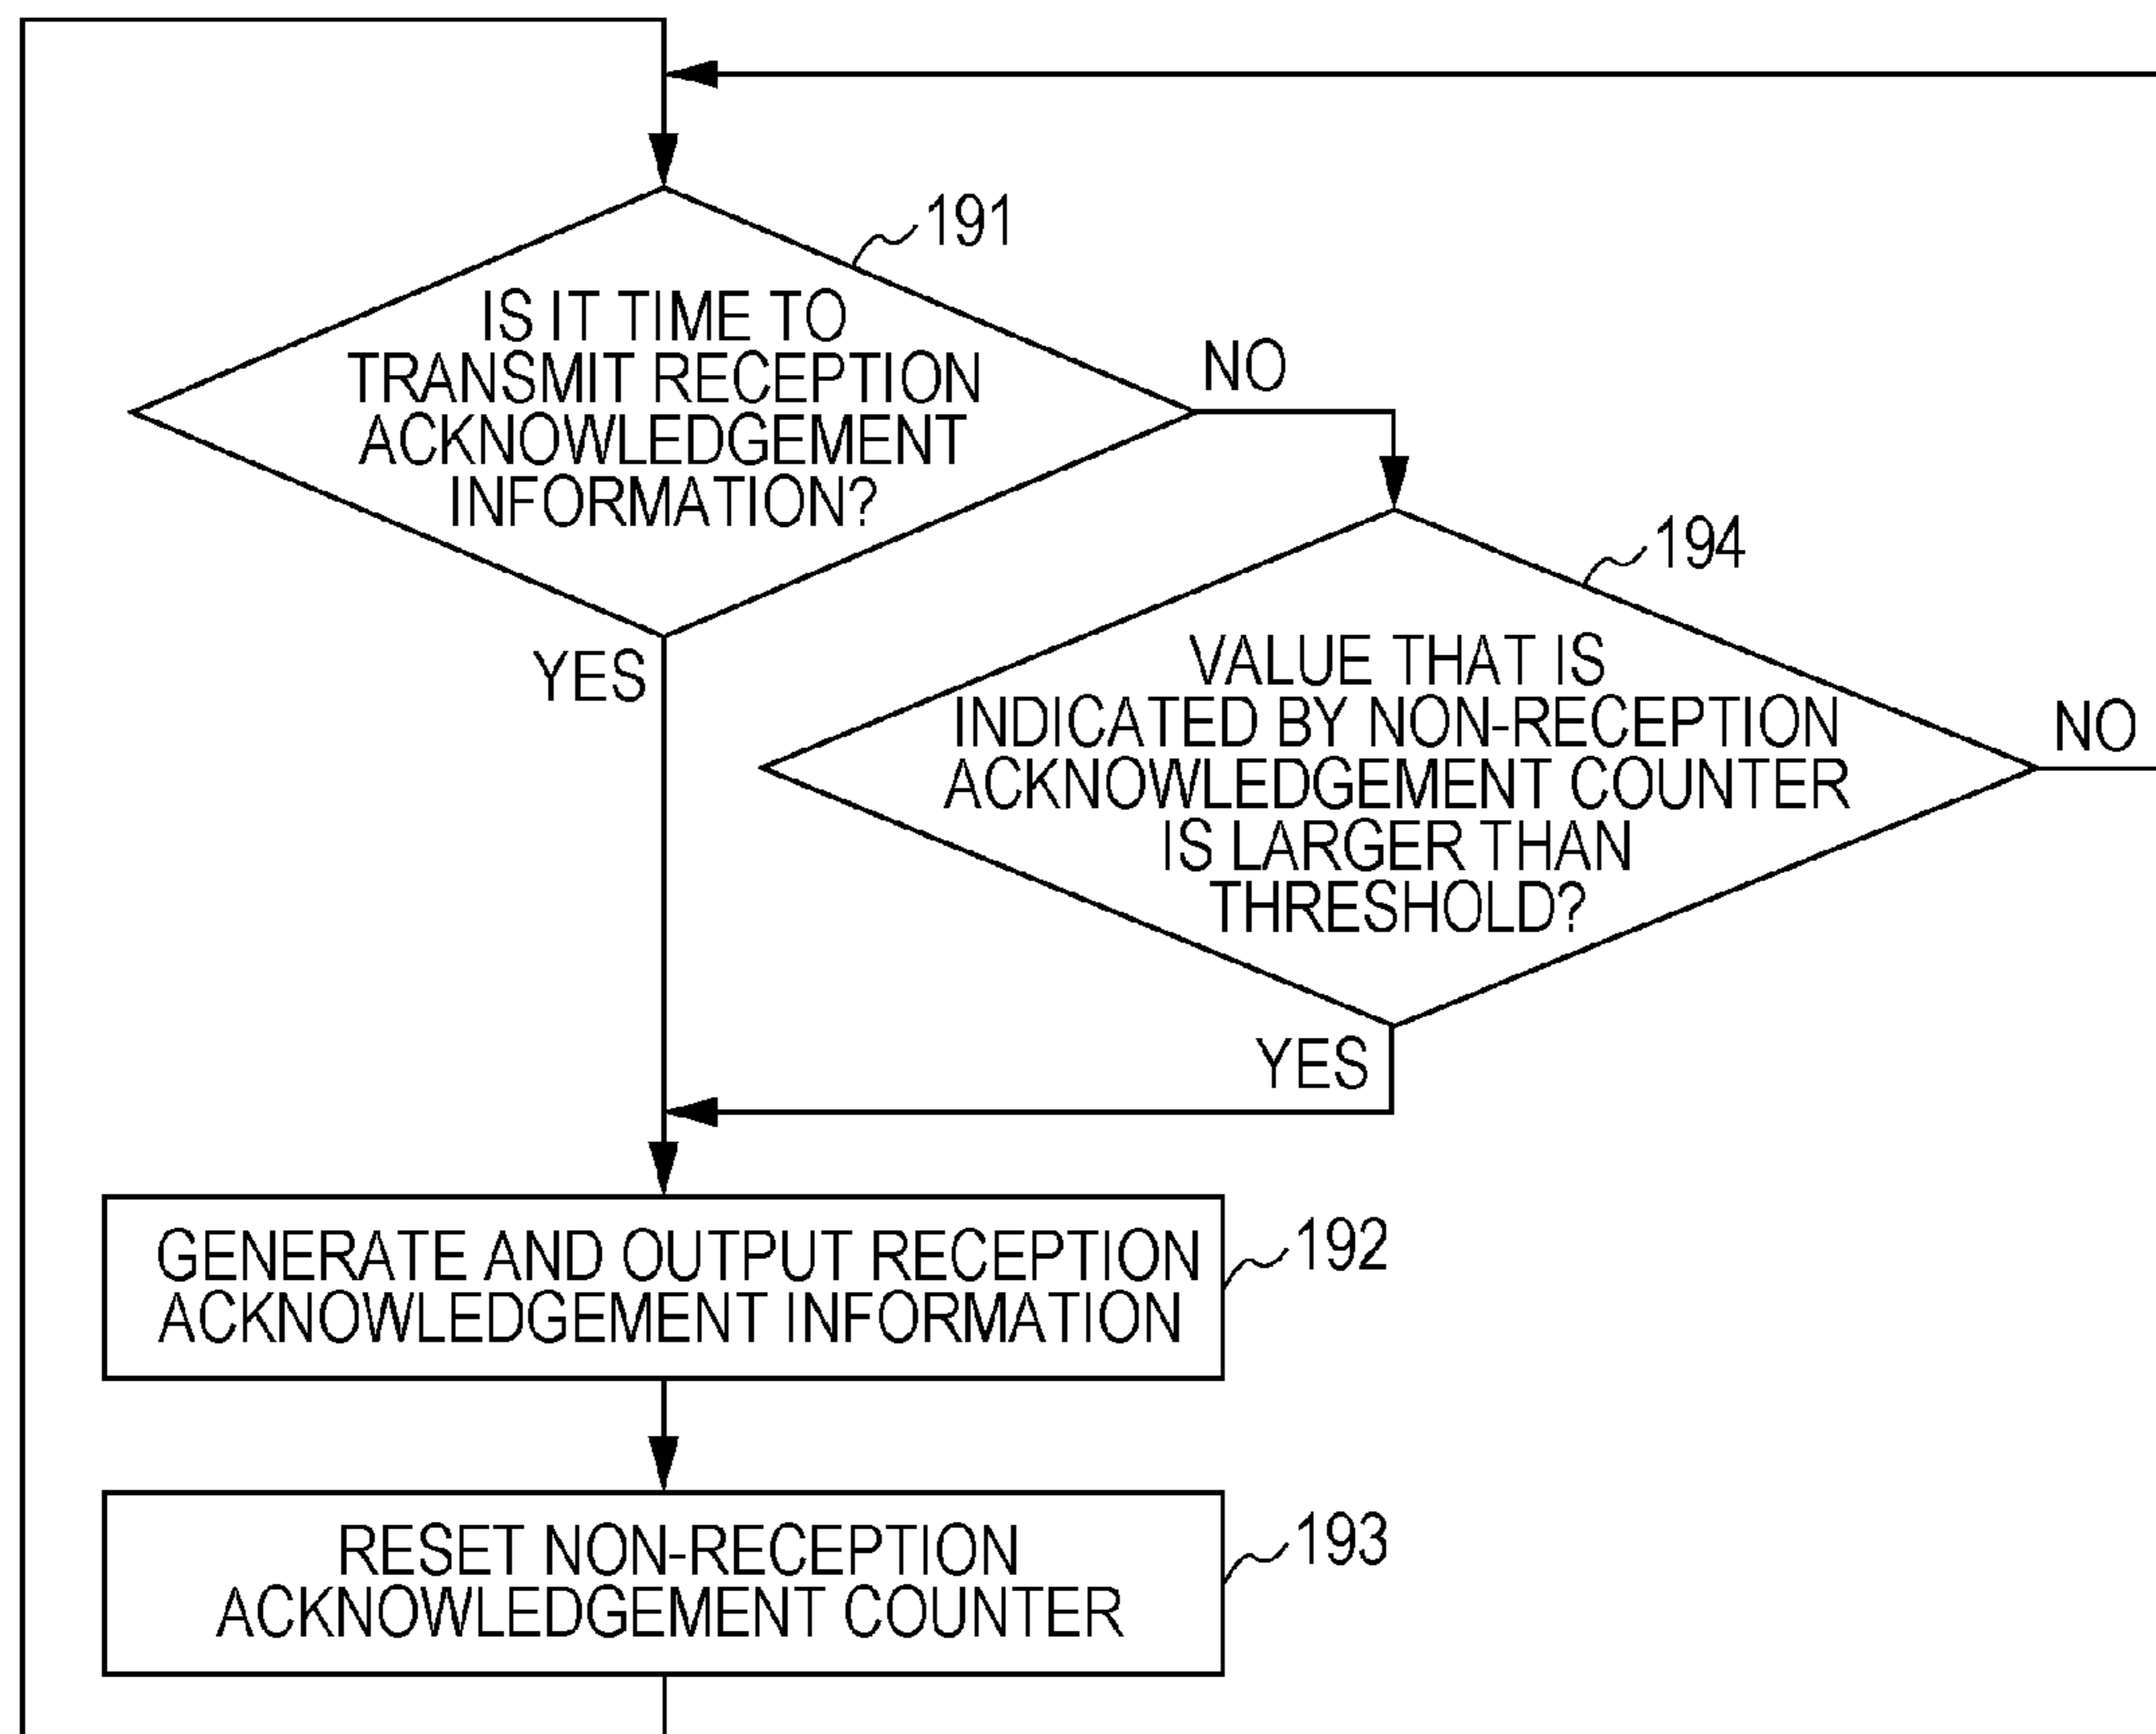 191
IS IT TIME TO
TRANSMIT RECEPTION
ACKNOWLEDGEMENT
INFORMATION?
NO
YES
194
VALUE THAT IS
INDICATED BY NON-RECEPTION
ACKNOWLEDGEMENT COUNTER
IS LARGER THAN
THRESHOLD?
NO
YES
GENERATE AND OUTPUT RECEPTION
ACKNOWLEDGEMENT INFORMATION
192
RESET NON-RECEPTION
ACKNOWLEDGEMENT COUNTER
193